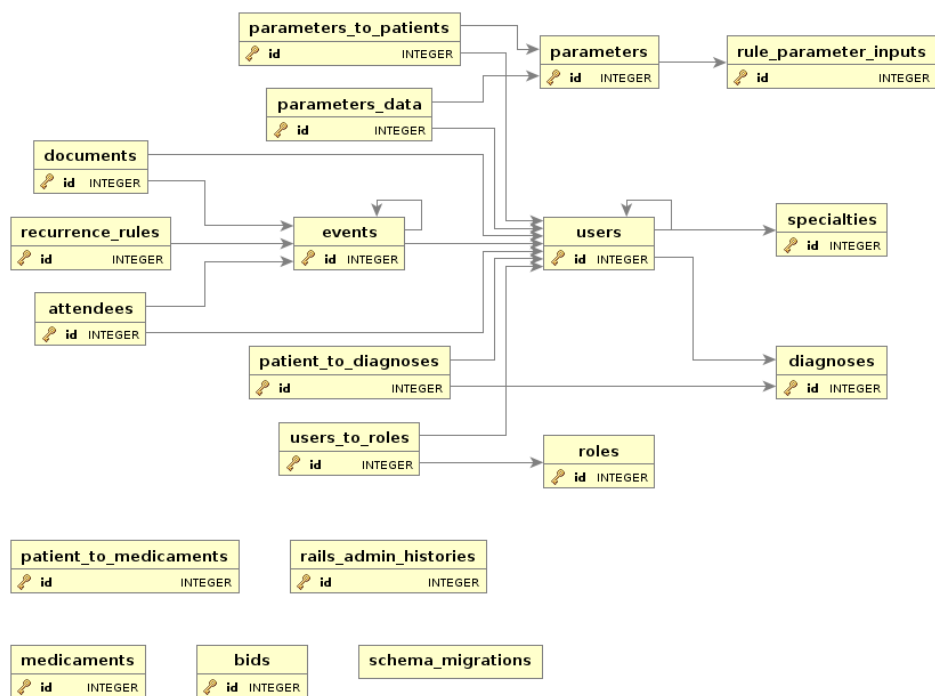 parameters_to_patients
id INTEGER
parameters
id INTEGER
rule_parameter_inputs
id INTEGER
parameters_data
id INTEGER
documents
id INTEGER
recurrence_rules
id INTEGER
events
id INTEGER
users
id INTEGER
specialties
id INTEGER
attendees
id INTEGER
patient_to_diagnoses
id INTEGER
diagnoses
id INTEGER
users_to_roles
id INTEGER
roles
id INTEGER
patient_to_medicaments
id INTEGER
rails_admin_histories
id INTEGER
medicaments
id INTEGER
bids
id INTEGER
schema_migrations